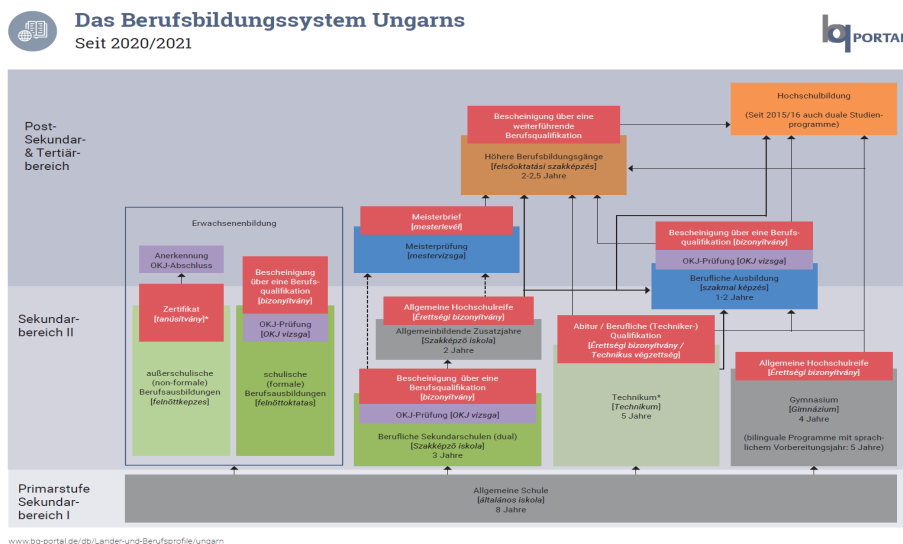 Das Berufsbildungssystem Ungarns
Seit 2020/2021
bq PORTAL
Post-
Sekundar-
& Tertiär-
bereich
Hochschulbildung
(Seit 2015/16 auch duale Studien-
programme)
Bescheinigung über eine
weiterführende
Berufsqualifikation
Höhere Berufsbildungsgänge
[felsőoktatási szakképzés]
2-2,5 Jahre
Erwachsenenbildung
Meisterbrief
[mesterlevél]
Meisterprüfung
[mestervizsga]
Bescheinigung über eine Berufs-
qualifikation [bizonyítvány]
OKJ-Prüfung [OKJ vizsga]
Berufliche Ausbildung
[szakmai képzés]
1-2 Jahre
Anerkennung
OKJ-Abschluss
Bescheinigung
über eine Berufs-
qualifikation
[bizonyítvány]
OKJ-Prüfung
[OKJ vizsga]
schulische
(formale)
Berufsausbildungen
[felnőttoktatas]
Sekundar-
bereich II
Zertifikat
[tanúsítvány]*
außerschulische
(non-formale)
Berufsausbildungen
[felnőttkepzes]
Allgemeine Hochschulreife
[Érettségi bizonyítvány]
Allgemeinbildende Zusatzjahre
[Szakképző iskola]
2 Jahre
Bescheinigung über eine
Berufsqualifikation
[bizonyítvány]
OKJ-Prüfung [OKJ vizsga]
Berufliche Sekundarschulen (dual)
[Szakképző iskola]
3 Jahre
Abitur / Berufliche (Techniker-)
Qualifikation
[Érettségi bizonyítvány /
Technikus végzettség]
Technikum*
[Technikum]
5 Jahre
Allgemeine Hochschulreife
[Érettségi bizonyítvány]
Gymnasium
[Gimnázium]
4 Jahre
(bilinguale Programme mit sprach-
lichem Vorbereitungsjahr: 5 Jahre)
Primarstufe
Sekundar-
bereich I
Allgemeine Schule
[általános iskola]
8 Jahre
www.bq-portal.de/db/Lander-und-Berufsprofile/ungarn